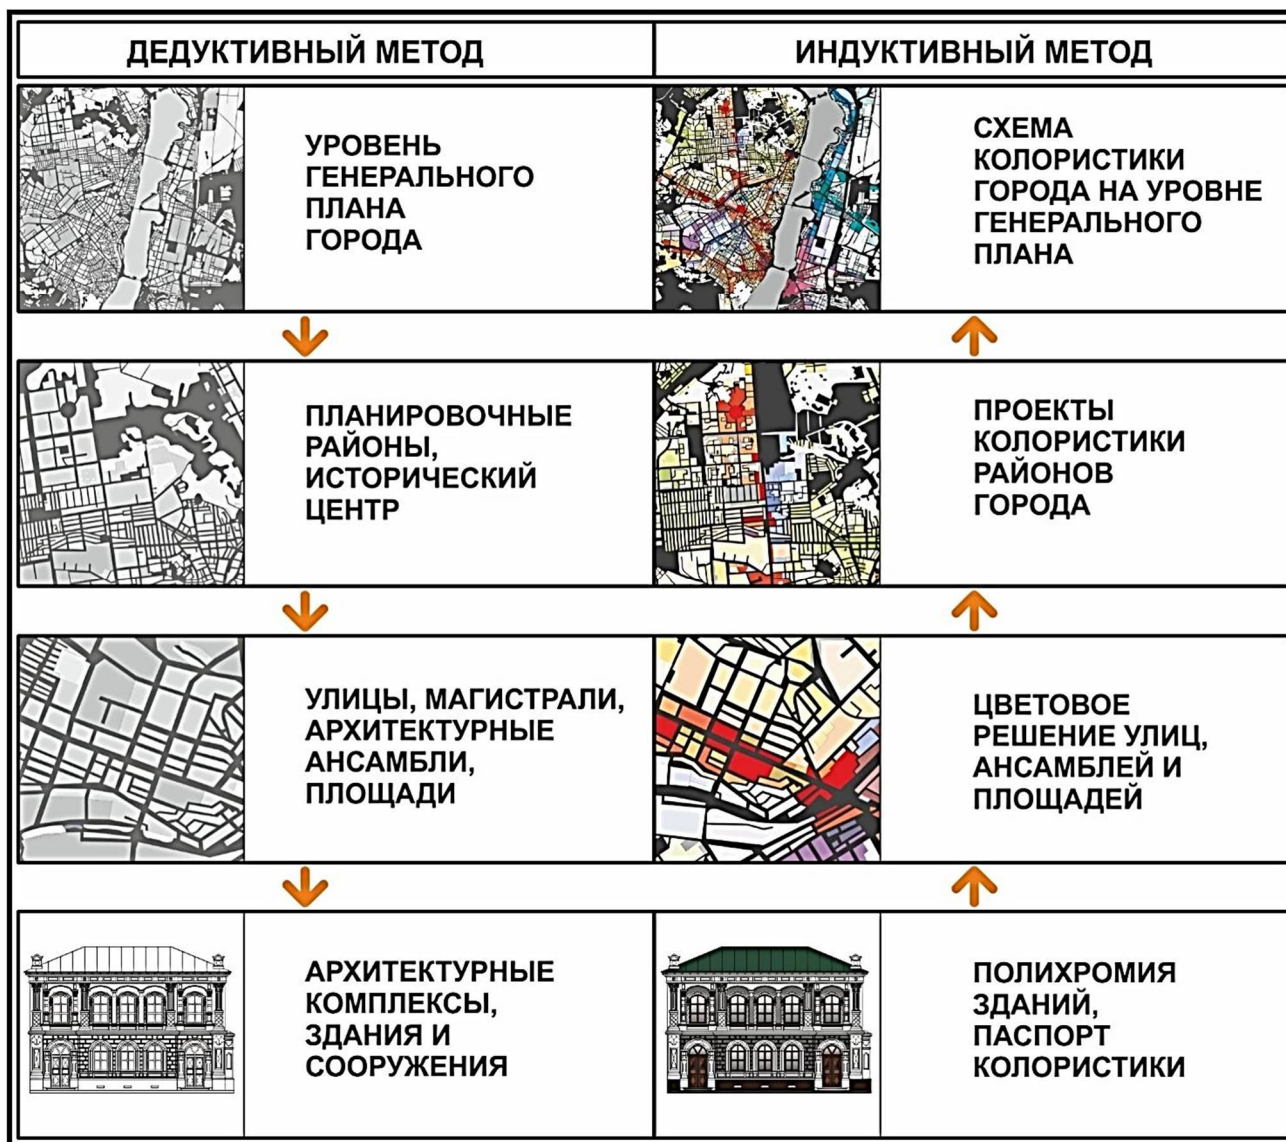 ДЕДУКТИВНЫЙ МЕТОД
ИНДУКТИВНЫЙ МЕТОД
УРОВЕНЬ
ГЕНЕРАЛЬНОГО
ПЛАНА
ГОРОДА
СХЕМА
КОЛОРИСТИКИ
ГОРОДА НА УРОВНЕ
ГЕНЕРАЛЬНОГО
ПЛАНА
ПЛАНИРОВОЧНЫЕ
РАЙОНЫ,
ИСТОРИЧЕСКИЙ
ЦЕНТР
ПРОЕКТЫ
КОЛОРИСТИКИ
РАЙОНОВ
ГОРОДА
УЛИЦЫ, МАГИСТРАЛИ,
АРХИТЕКТУРНЫЕ
АНСАМБЛИ,
ПЛОЩАДИ
ЦВЕТОВОЕ
РЕШЕНИЕ УЛИЦ,
АНСАМБЛЕЙ И
ПЛОЩАДЕЙ
АРХИТЕКТУРНЫЕ
КОМПЛЕКСЫ,
ЗДАНИЯ И
СООРУЖЕНИЯ
ПОЛИХРОМИЯ
ЗДАНИЙ,
ПАСПОРТ
КОЛОРИСТИКИ